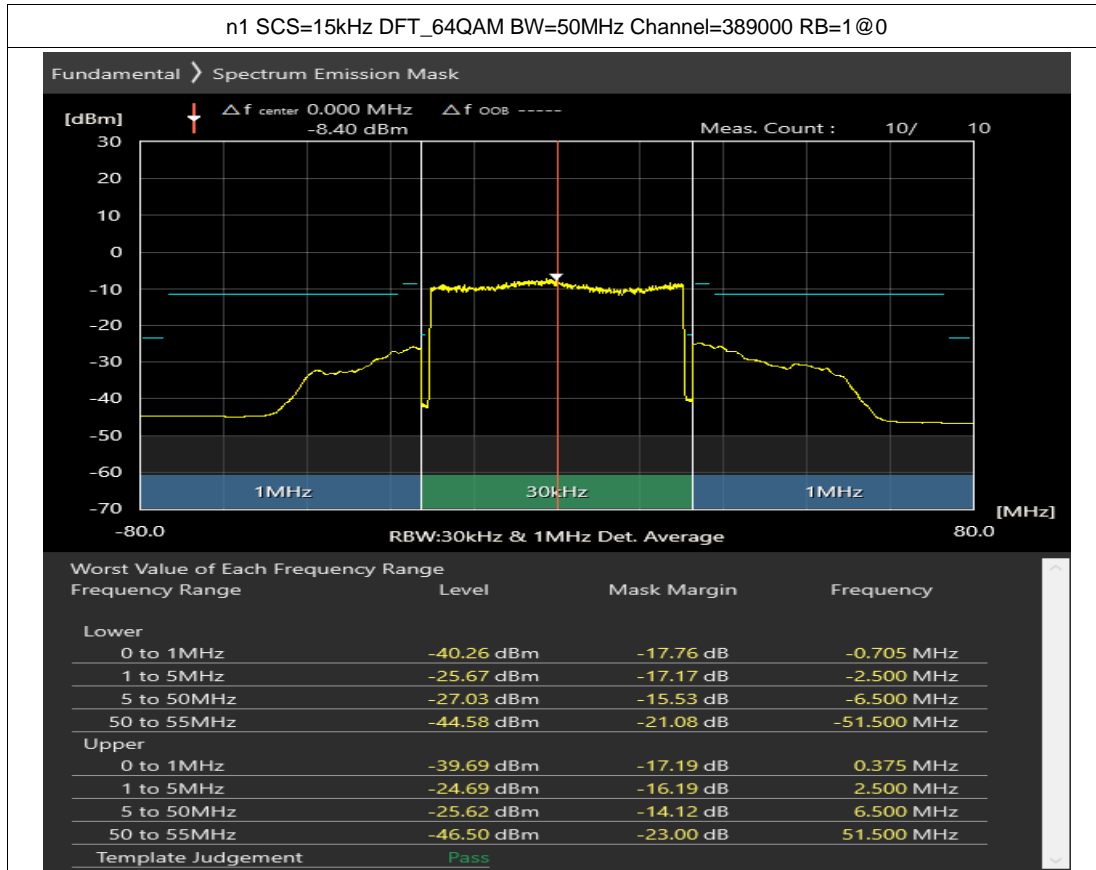 n1 SCS=15kHz DFT_64QAM BW=50MHz Channel=389000 RB=1@0
Fundamental ❯ Spectrum Emission Mask
[dBm] △f center 0.000 MHz △f OOB -----
-8.40 dBm Meas. Count : 10/ 10
30
20
10
0
-10
-20
-30
-40
-50
-60
1MHz 30kHz 1MHz
-70
[MHz]
-80.0 RBW:30kHz & 1MHz Det. Average 80.0
Worst Value of Each Frequency Range
Frequency Range Level Mask Margin Frequency
Lower
0 to 1MHz -40.26 dBm -17.76 dB -0.705 MHz
1 to 5MHz -25.67 dBm -17.17 dB -2.500 MHz
5 to 50MHz -27.03 dBm -15.53 dB -6.500 MHz
50 to 55MHz -44.58 dBm -21.08 dB -51.500 MHz
Upper
0 to 1MHz -39.69 dBm -17.19 dB 0.375 MHz
1 to 5MHz -24.69 dBm -16.19 dB 2.500 MHz
5 to 50MHz -25.62 dBm -14.12 dB 6.500 MHz
50 to 55MHz -46.50 dBm -23.00 dB 51.500 MHz
Template Judgement Pass